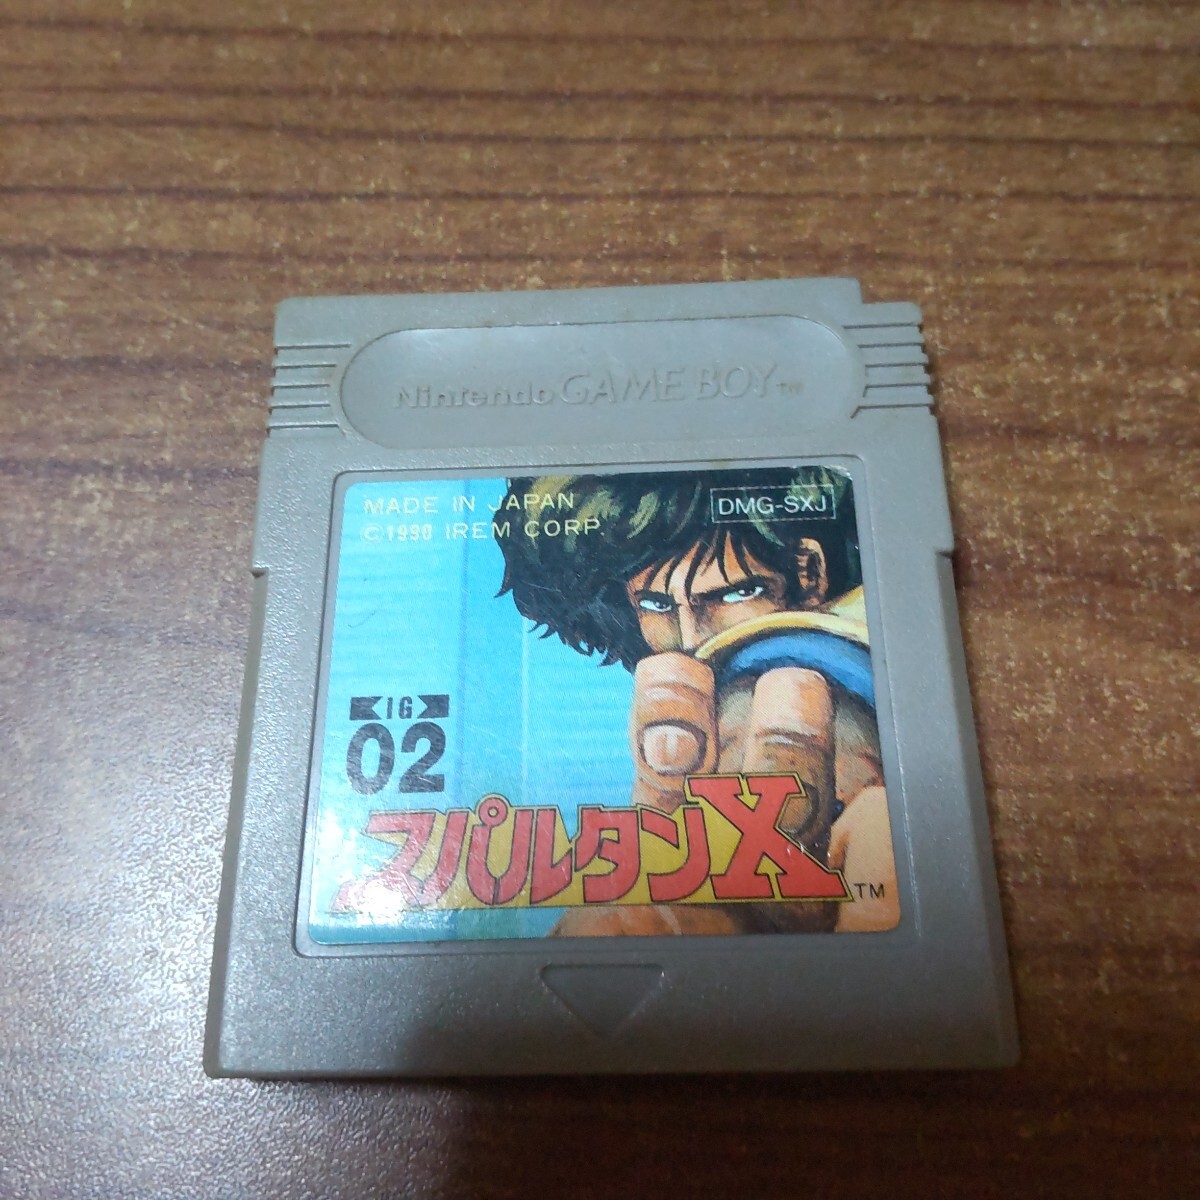 Nintendo GAME BOY™
MADE IN JAPAN
©1990 IREM CORP.
DMG-SXJ
IG
02
スパルタンX™